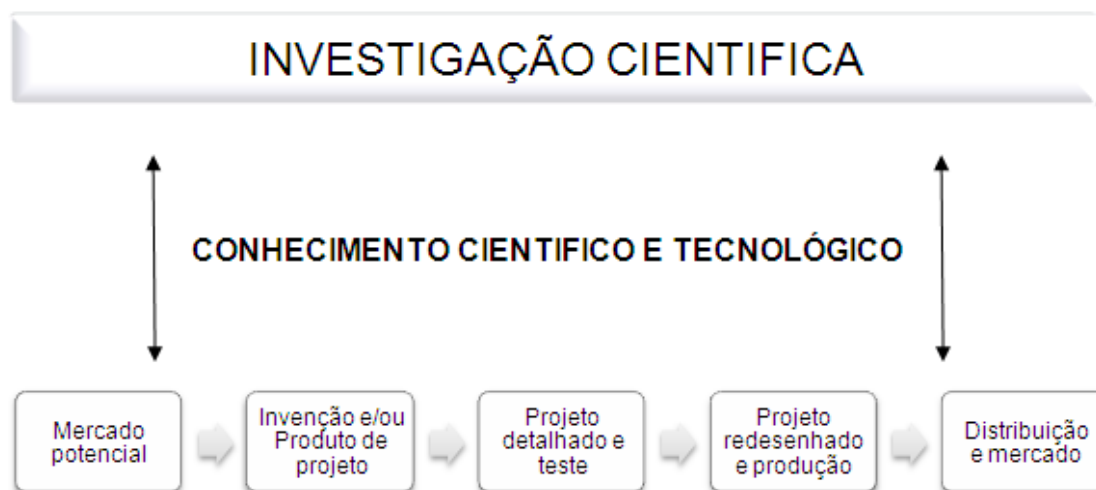 INVESTIGAÇÃO CIENTIFICA
CONHECIMENTO CIENTIFICO E TECNOLÓGICO
Mercado
potencial
Invenção e/ou
Produto de
projeto
Projeto
detalhado e
teste
Projeto
redesenhado
e produção
Distribuição
e mercado